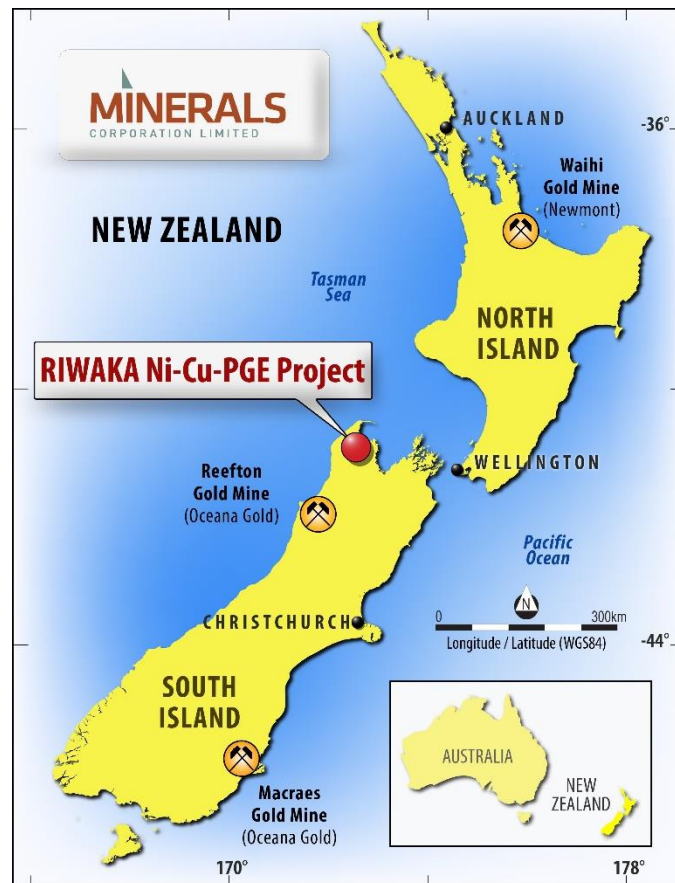 MINERALS
CORPORATION LIMITED
AUCKLAND
-36°
Waihi
Gold Mine
(Newmont)
NEW ZEALAND
Tasman
Sea
NORTH
ISLAND
RIWAKA Ni-Cu-PGE Project
WELLINGTON
Reefton
Gold Mine
(Oceana Gold)
Pacific
Ocean
N
0
300km
Longitude / Latitude (WGS84)
CHRISTCHURCH
-44°
SOUTH
ISLAND
AUSTRALIA
NEW
ZEALAND
Macraes
Gold Mine
(Oceana Gold)
170°
178°